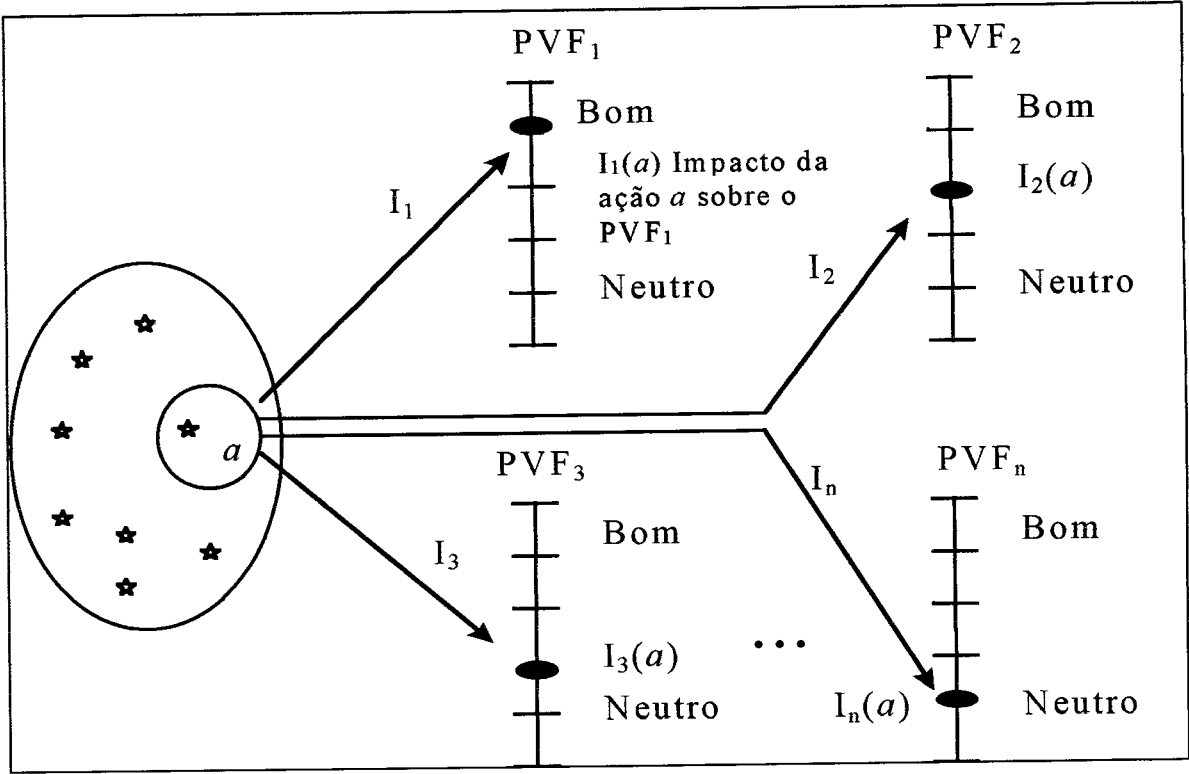 PVF₁
Bom
I₁(a) Impacto da
ação a sobre o
PVF₁
Neutro
I₁
PVF₂
Bom
I₂(a)
Neutro
I₂
a
PVF₃
Bom
I₃(a)
Neutro
I₃
...
PVFₙ
Bom
Iₙ
Iₙ(a)
Neutro